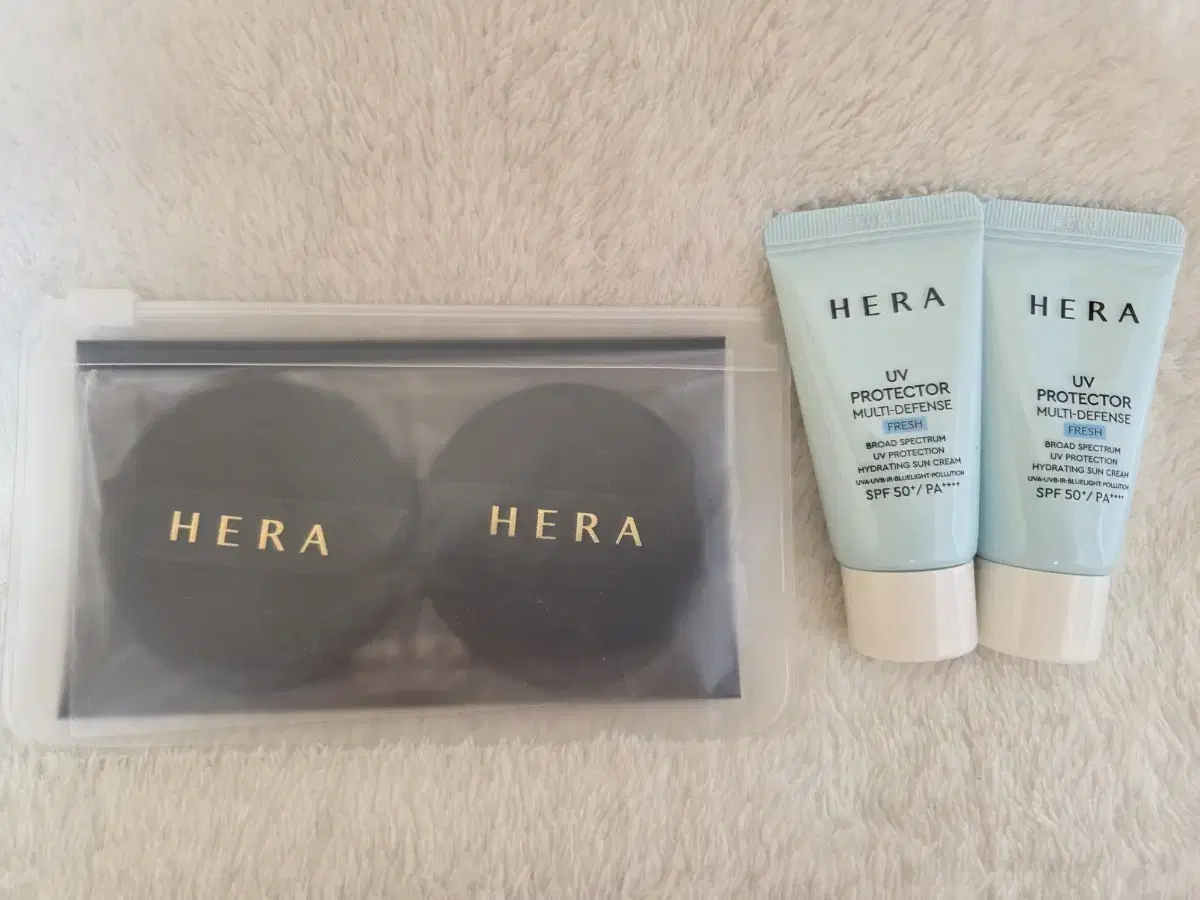 HERA
HERA
HERA
UV
PROTECTOR
MULTI-DEFENSE
FRESH
BROAD SPECTRUM
UV PROTECTION
HYDRATING SUN CREAM
UVA·UVB·IR·BLUELIGHT·POLLUTION
SPF 50+/ PA++++
HERA
UV
PROTECTOR
MULTI-DEFENSE
FRESH
BROAD SPECTRUM
UV PROTECTION
HYDRATING SUN CREAM
UVA·UVB·IR·BLUELIGHT·POLLUTION
SPF 50+/ PA++++